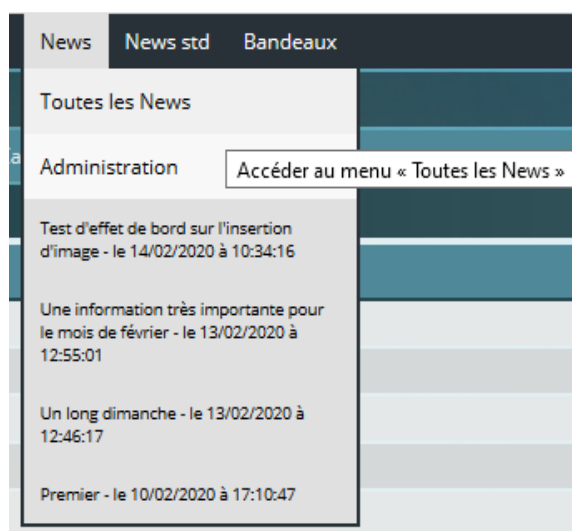 News News std Bandeaux
Toutes les News
Administration
Accéder au menu « Toutes les News »
Test d'effet de bord sur l'insertion
d'image - le 14/02/2020 à 10:34:16
Une information très importante pour
le mois de février - le 13/02/2020 à
12:55:01
Un long dimanche - le 13/02/2020 à
12:46:17
Premier - le 10/02/2020 à 17:10:47